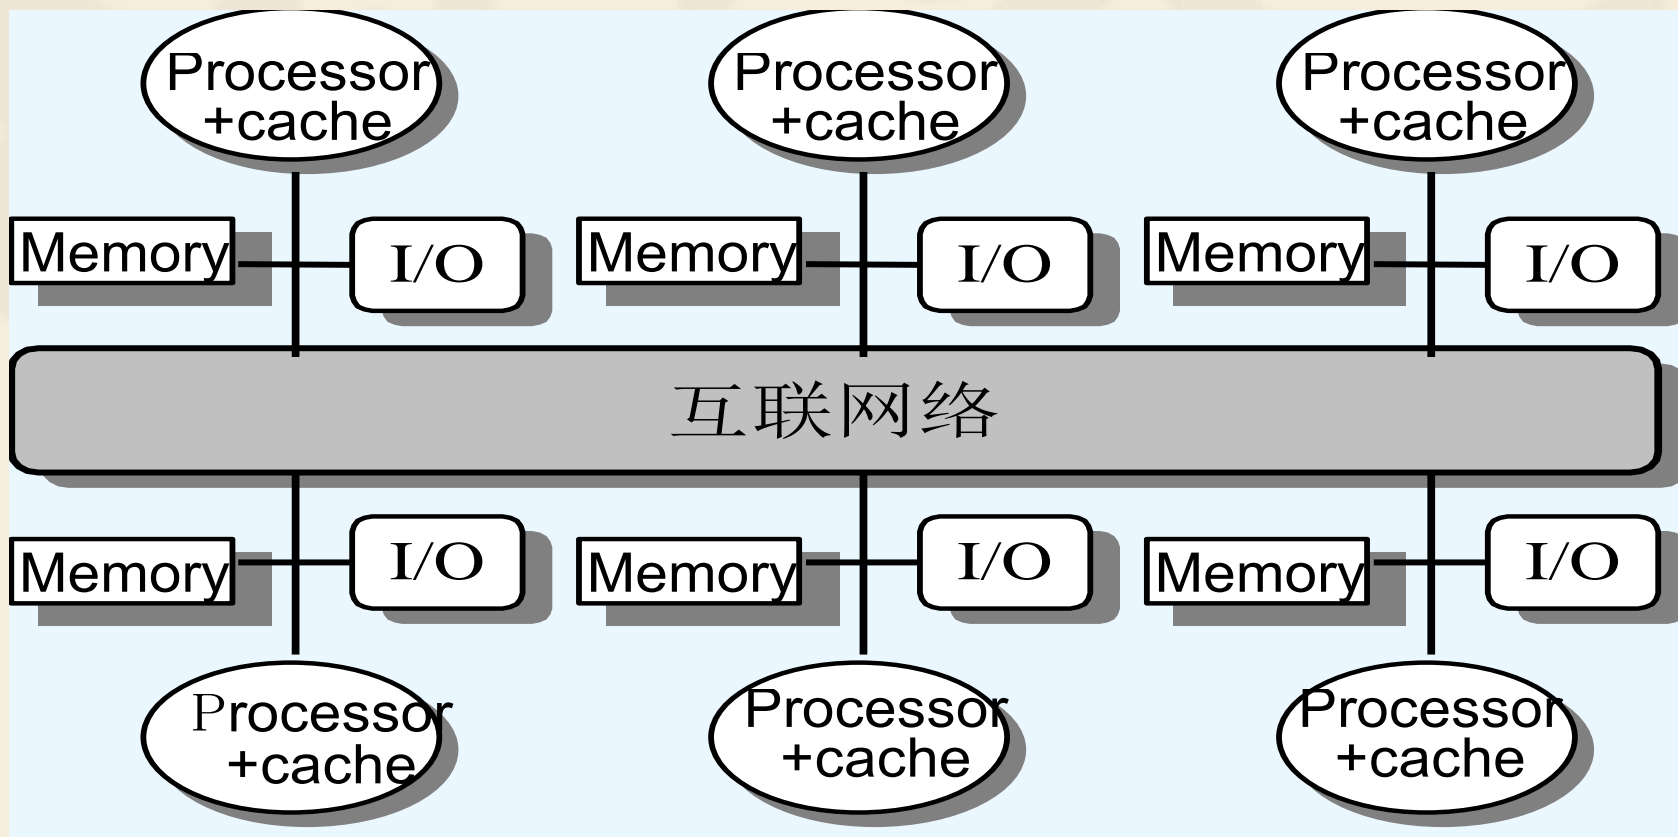 Processor
+cache
Processor
+cache
Processor
+cache
Memory
I/O
Memory
I/O
Memory
I/O
互联网络
Memory
I/O
Memory
I/O
Memory
I/O
Processor
+cache
Processor
+cache
Processor
+cache